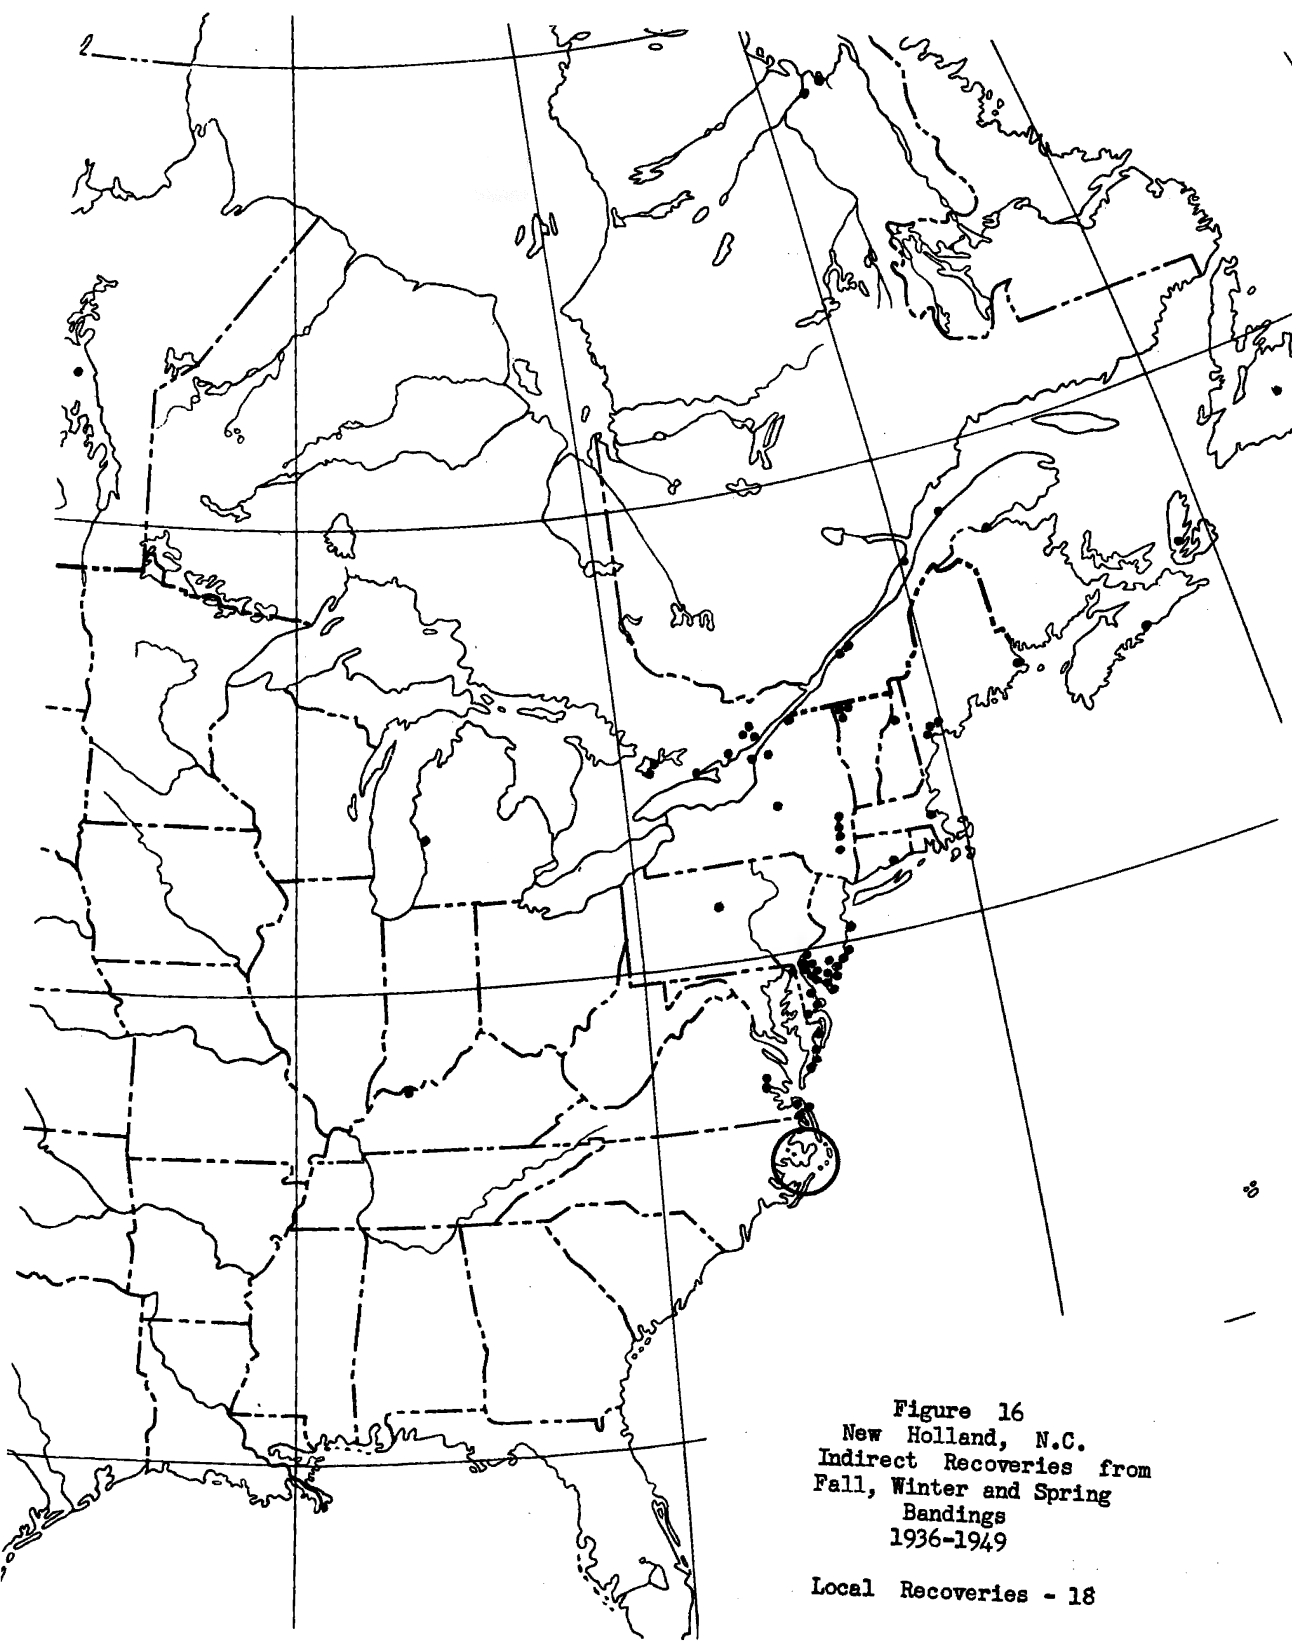 Figure 16
New Holland, N.C.
Indirect Recoveries from
Fall, Winter and Spring
Bandings
1936-1949
Local Recoveries - 18